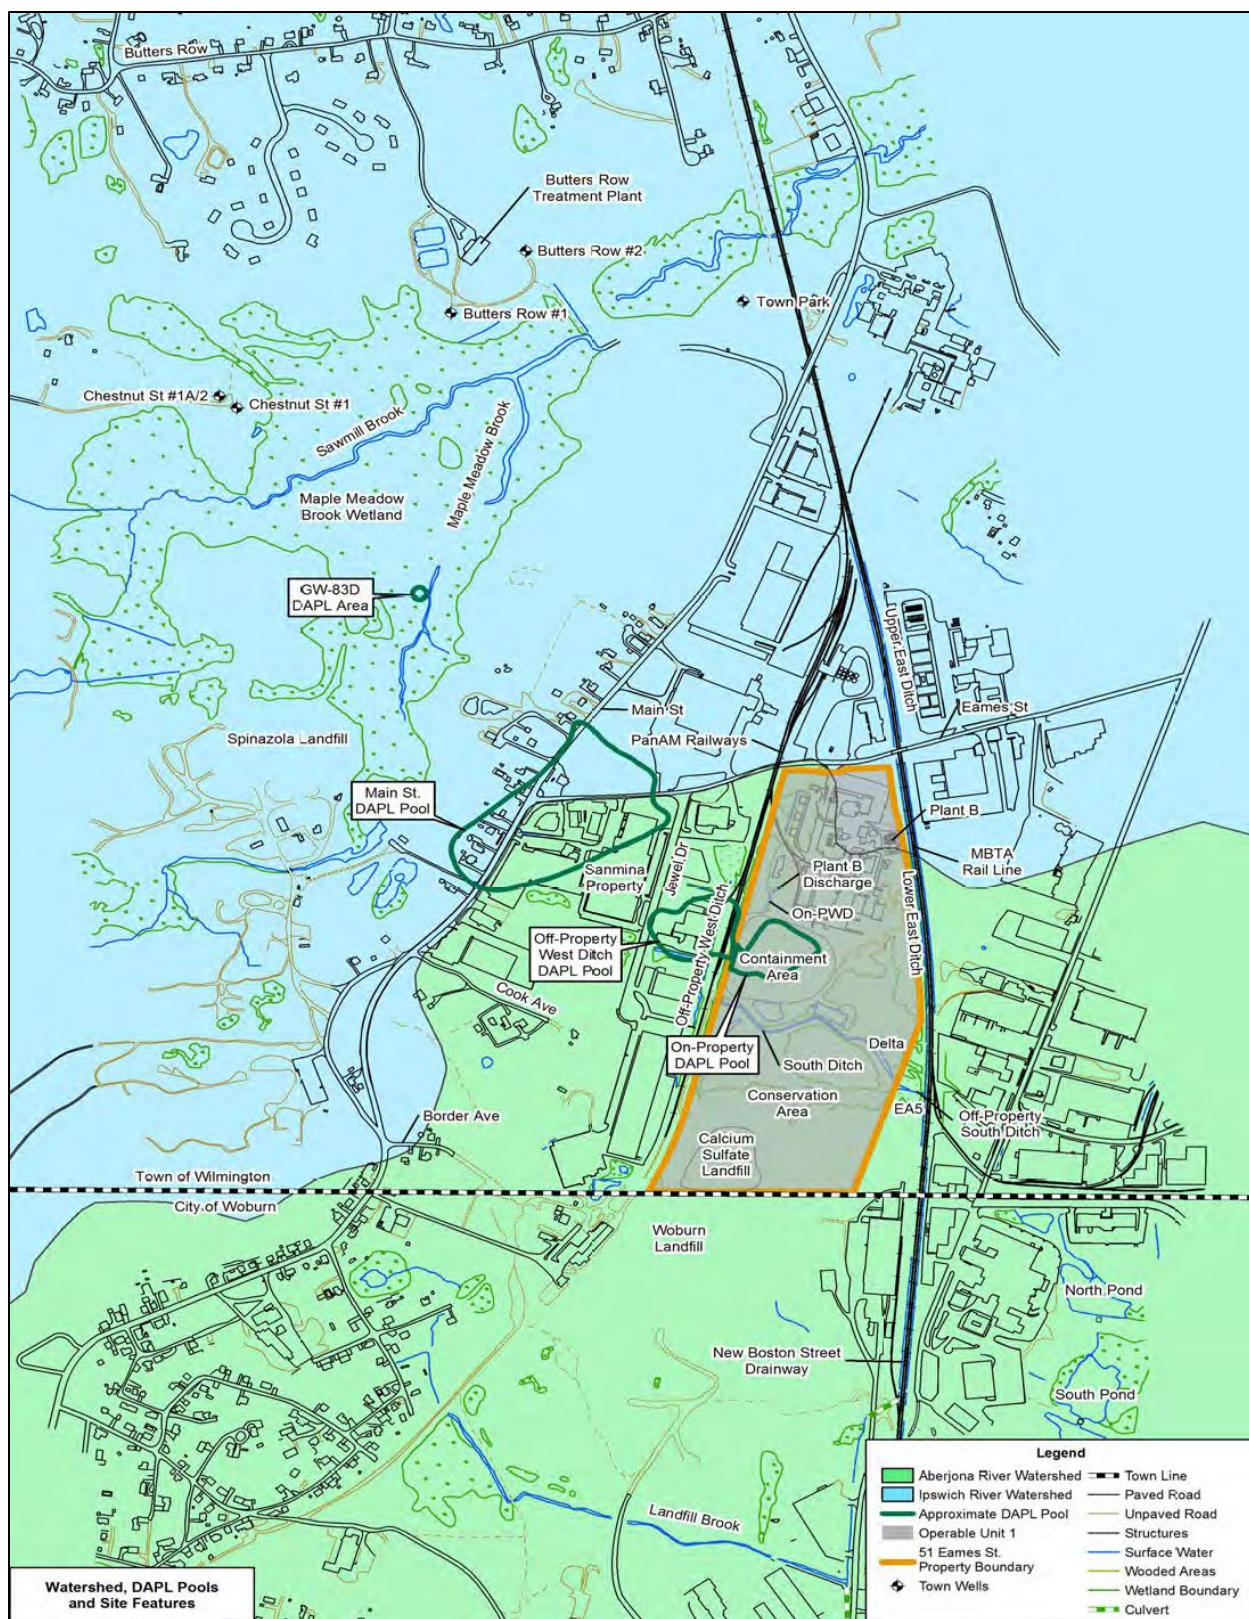 Butters Row
Butters Row
Treatment Plant
Butters Row #2
Town Park
Butters Row #1
Chestnut St #1A/2
Chestnut St #1
Sawmill Brook
Maple Meadow Brook
Maple Meadow
Brook Wetland
GW-83D
DAPL Area
Upper East Ditch
Main St
Eames St
Spinazola Landfill
PanAM Railways
Main St.
DAPL Pool
Plant B
MBTA
Rail Line
Sanmina
Property
Jewel Dr
Plant B
Discharge
On-PWD
Lower East Ditch
Off-Property West Ditch
Off-Property
West Ditch
DAPL Pool
Containment
Area
Cook Ave
On-Property
DAPL Pool
South Ditch
Delta
Conservation
Area
EA5
Off-Property
South Ditch
Border Ave
Calcium
Sulfate
Landfill
Town of Wilmington
City of Woburn
Woburn
Landfill
North Pond
New Boston Street
Drainway
South Pond
Landfill Brook
Legend
Aberjona River Watershed
Ipswich River Watershed
Approximate DAPL Pool
Operable Unit 1
51 Eames St.
Property Boundary
Town Wells
Town Line
Paved Road
Unpaved Road
Structures
Surface Water
Wooded Areas
Wetland Boundary
Culvert
Watershed, DAPL Pools
and Site Features